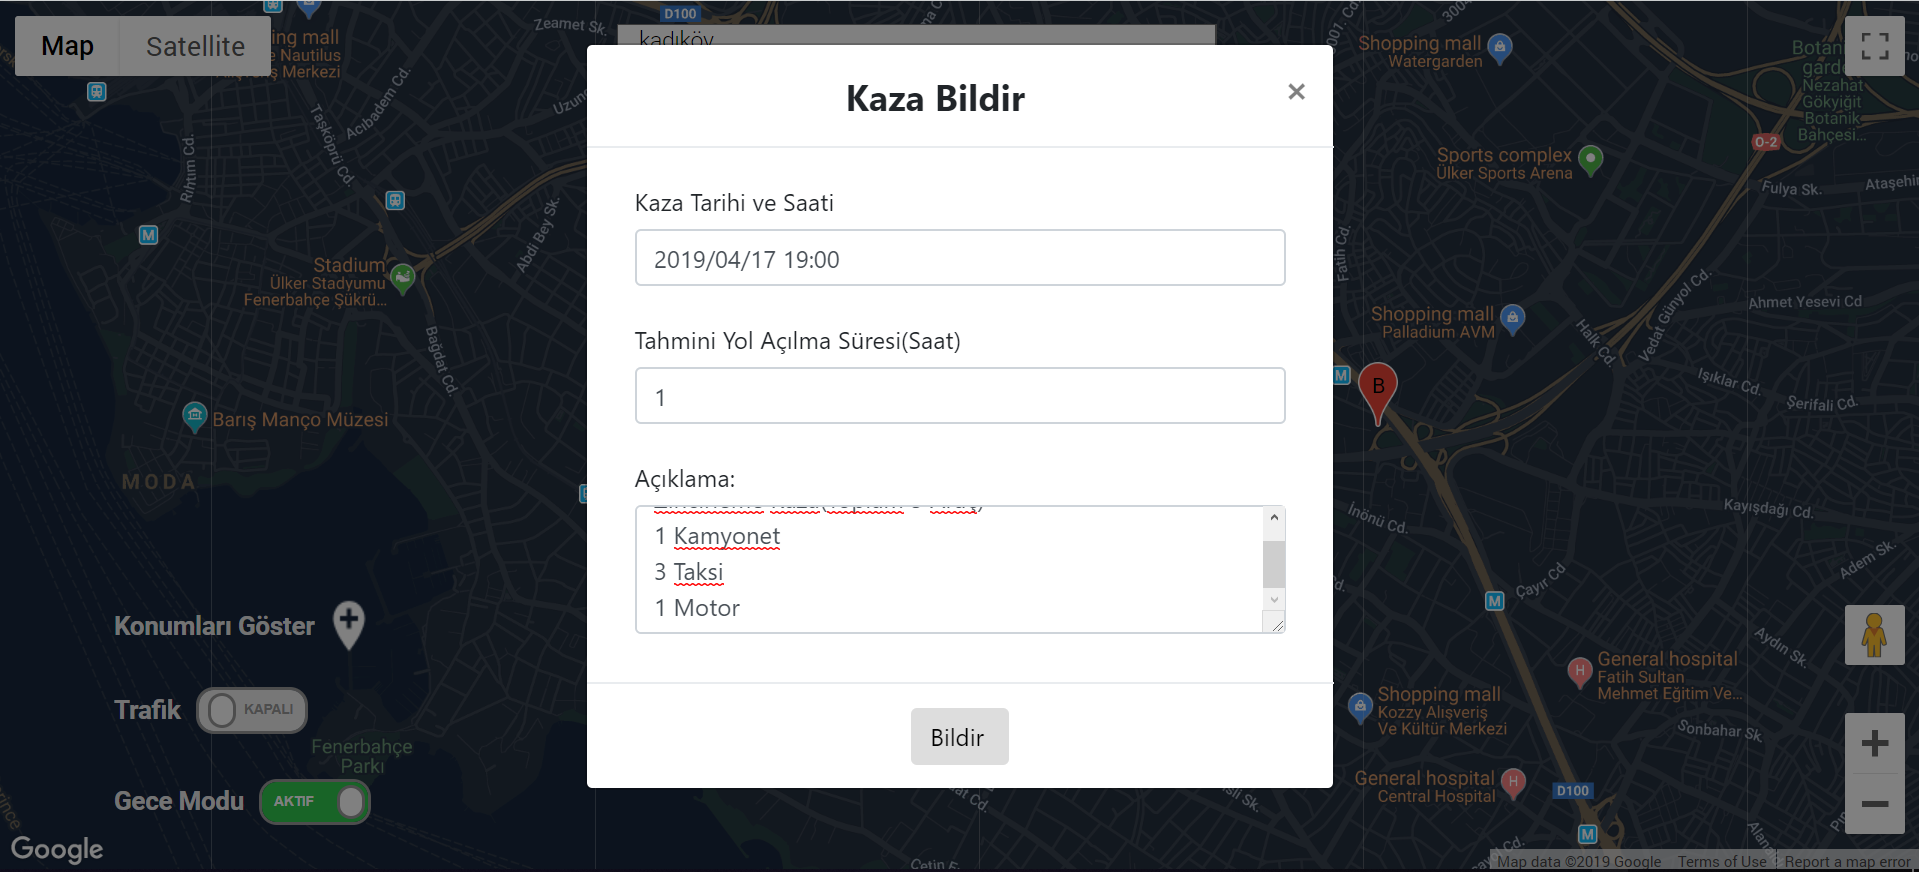 Map
Satellite
Zeamet Sk.
D100
kadıköy
Nautilus
Merkezi
Taşköprü Cd.
Acıbadem Cd.
Rıhtım Cd.
Abdi Bey Sk.
Stadium
Ülker Stadyumu
Fenerbahçe Şükrü...
Bağdat Cd.
Barış Manço Müzesi
MODA
Konumları Göster
Trafik
KAPALI
Fenerbahçe
Parkı
Gece Modu
AKTIF
Google
Kaza Bildir
×
Kaza Tarihi ve Saati
2019/04/17 19:00
Tahmini Yol Açılma Süresi(Saat)
1
Açıklama:
1 Kamyonet
3 Taksi
1 Motor
Bildir
Shopping mall
Watergarden
Nezahat
Gökyiğit
Botanik
Bahçesi...
O-2
Sports complex
Ülker Sports Arena
Fulya Sk.
Fatih Cd.
Shopping mall
Palladium AVM
Halk Cd.
Vedat Günyol Cd.
Ahmet Yesevi Cd
M
B
Işıklar Cd.
Şerifali Cd.
İnönü Cd.
Kayışdağı Cd.
Adem Sk.
Çayır Cd
M
Aydın Sk.
General hospital
Fatih Sultan
Mehmet Eğitim Ve...
Shopping mall
Kozzy Alışveriş
Ve Kültür Merkezi
Sonbahar Sk.
General hospital
Central Hospital
D100
M
Map data ©2019 Google
Terms of Use
Report a map error